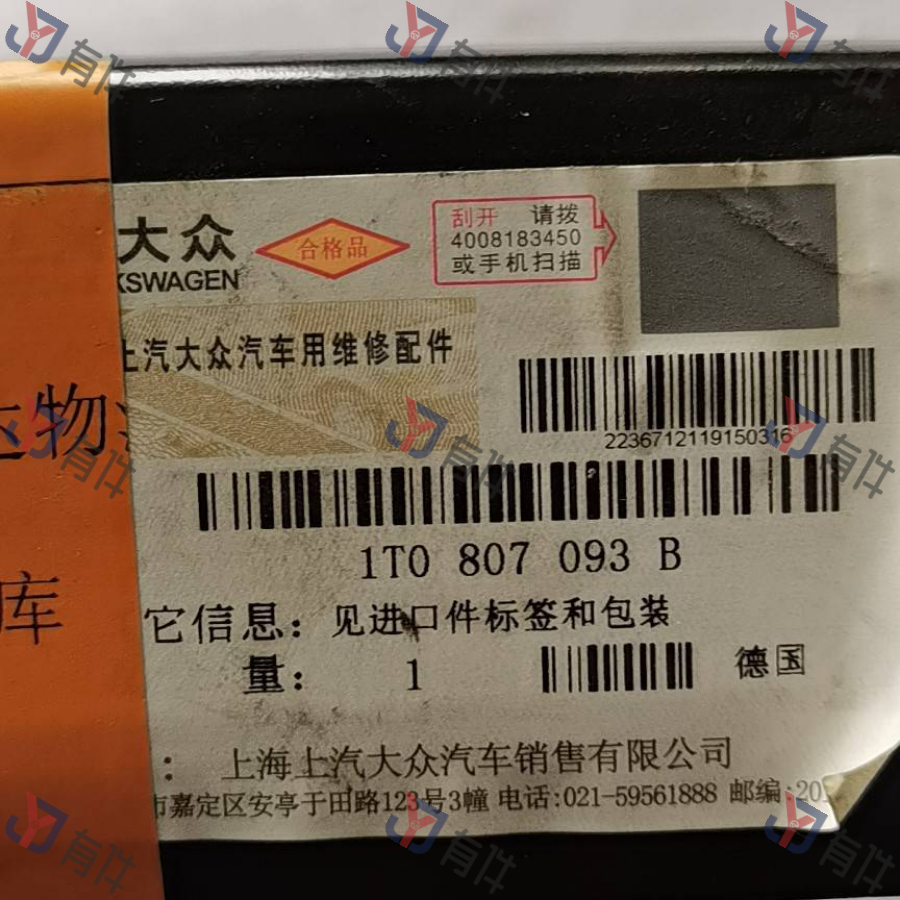 大众
KSWAGEN
合格品
刮开 请拨
4008183450
或手机扫描
上汽大众汽车用维修配件
2236712119150316
物
1T0 807 093 B
库
它信息：见进口件标签和包装
量： 1
德国
：上海上汽大众汽车销售有限公司
市嘉定区安亭于田路123号3幢 电话:021-59561888 邮编:20
有件